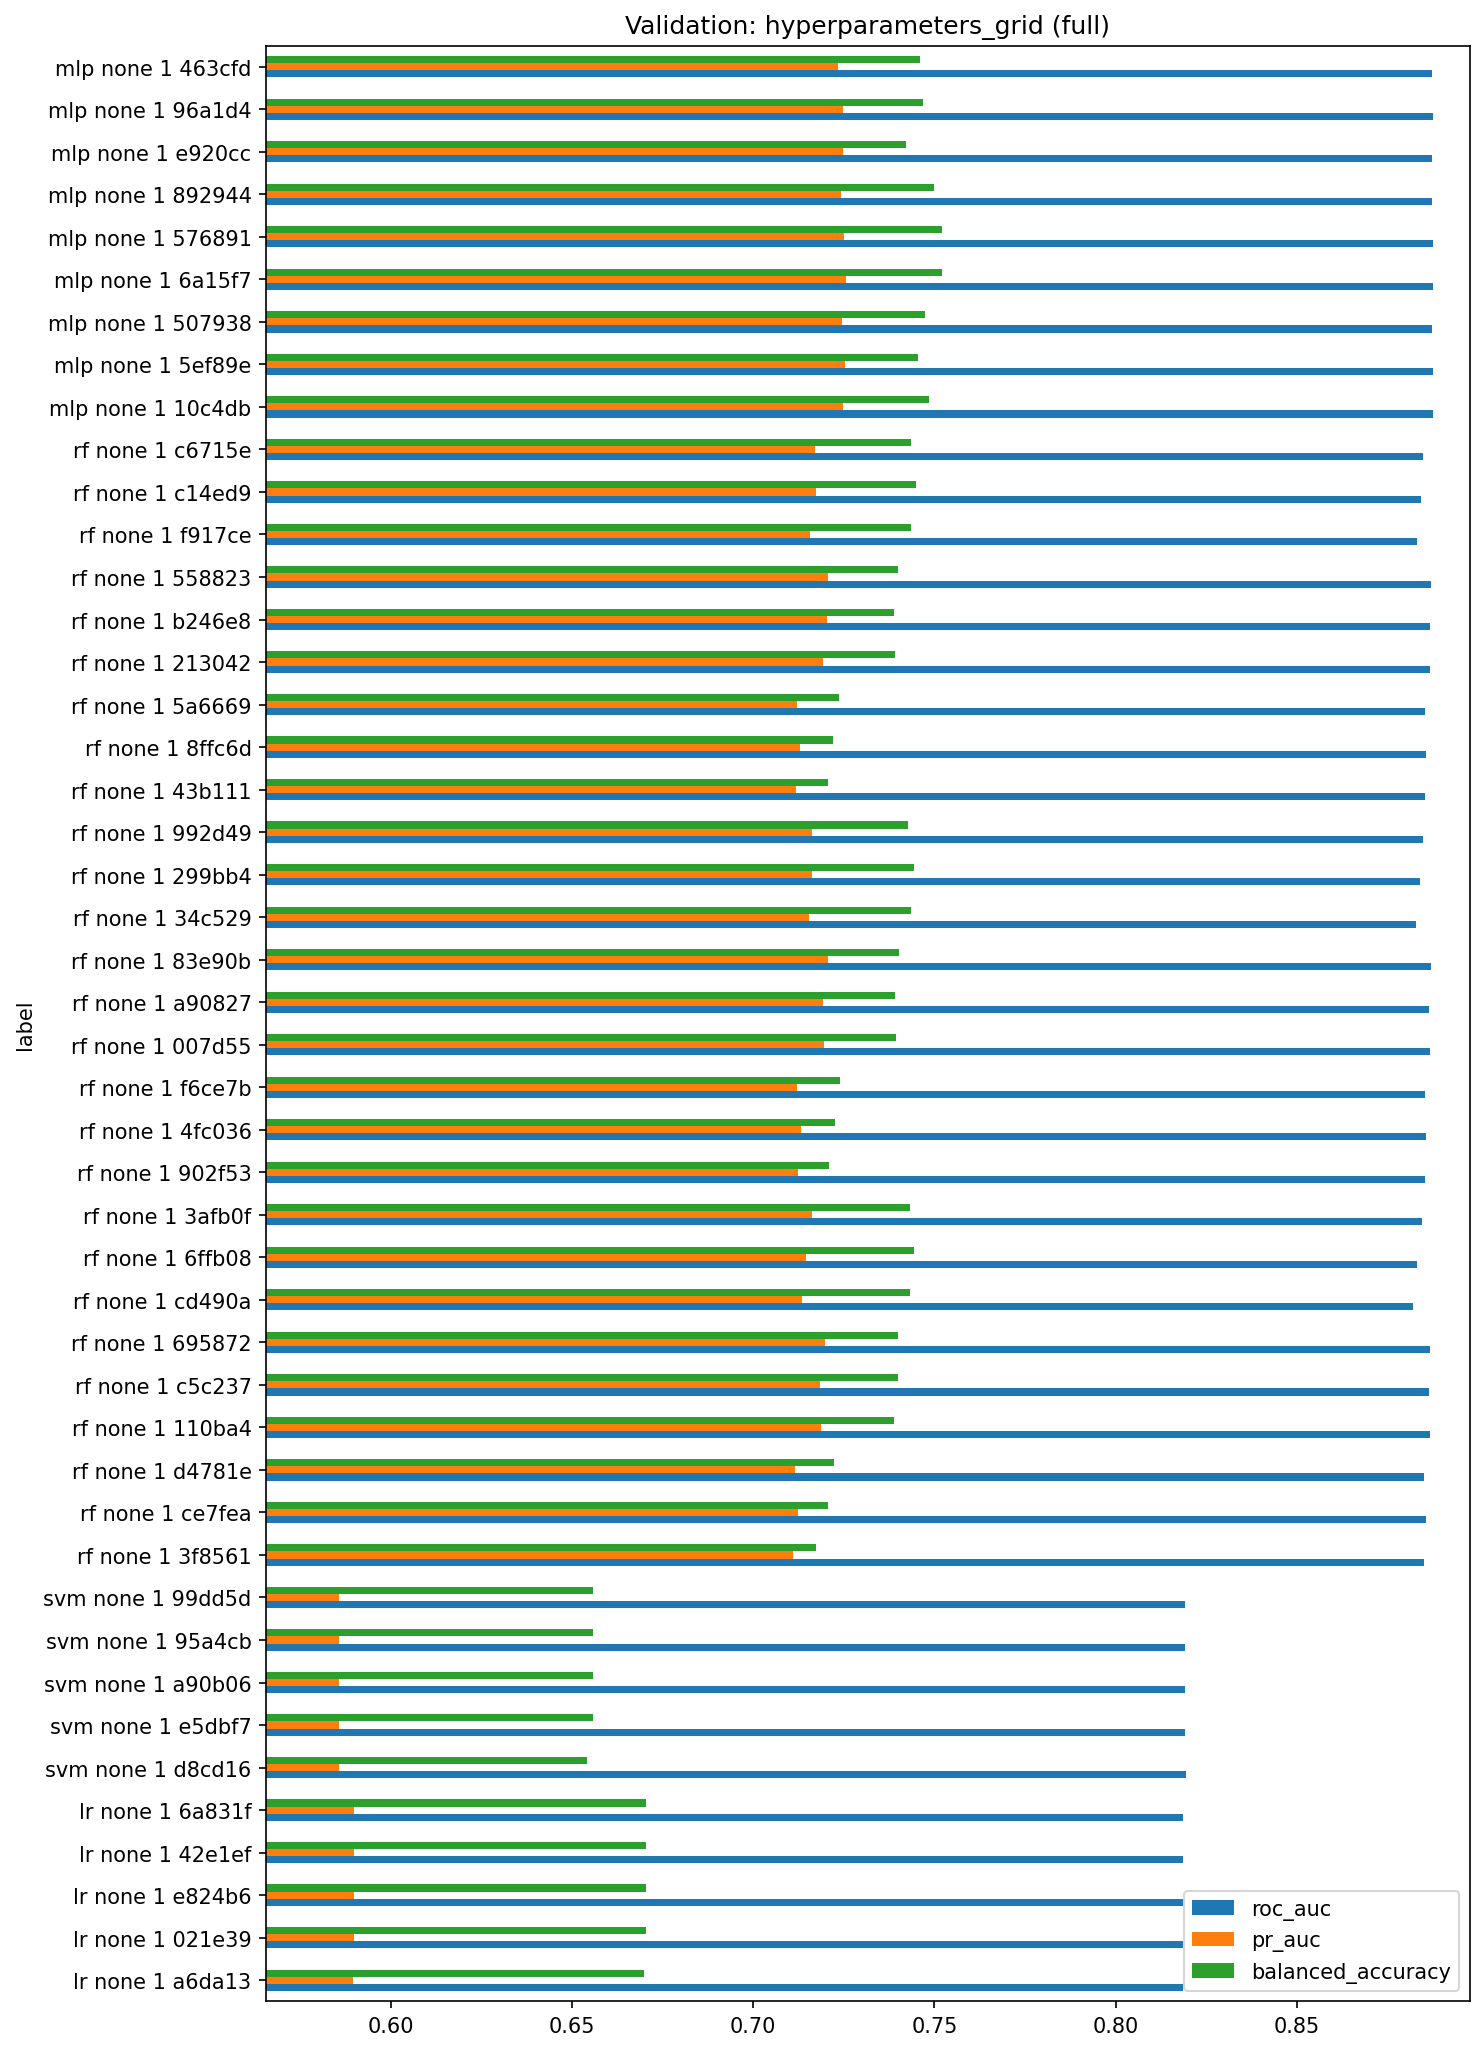 Validation: hyperparameters_grid (full)
mlp none 1 463cfd
mlp none 1 96a1d4
mlp none 1 e920cc
mlp none 1 892944
mlp none 1 576891
mlp none 1 6a15f7
mlp none 1 507938
mlp none 1 5ef89e
mlp none 1 10c4db
rf none 1 c6715e
rf none 1 c14ed9
rf none 1 f917ce
rf none 1 558823
rf none 1 b246e8
rf none 1 213042
rf none 1 5a6669
rf none 1 8ffc6d
rf none 1 43b111
rf none 1 992d49
rf none 1 299bb4
rf none 1 34c529
rf none 1 83e90b
rf none 1 a90827
label
rf none 1 007d55
rf none 1 f6ce7b
rf none 1 4fc036
rf none 1 902f53
rf none 1 3afb0f
rf none 1 6ffb08
rf none 1 cd490a
rf none 1 695872
rf none 1 c5c237
rf none 1 110ba4
rf none 1 d4781e
rf none 1 ce7fea
rf none 1 3f8561
svm none 1 99dd5d
svm none 1 95a4cb
svm none 1 a90b06
svm none 1 e5dbf7
svm none 1 d8cd16
lr none 1 6a831f
lr none 1 42e1ef
lr none 1 e824b6
lr none 1 021e39
lr none 1 a6da13
roc_auc
pr_auc
balanced_accuracy
0.60 0.65 0.70 0.75 0.80 0.85